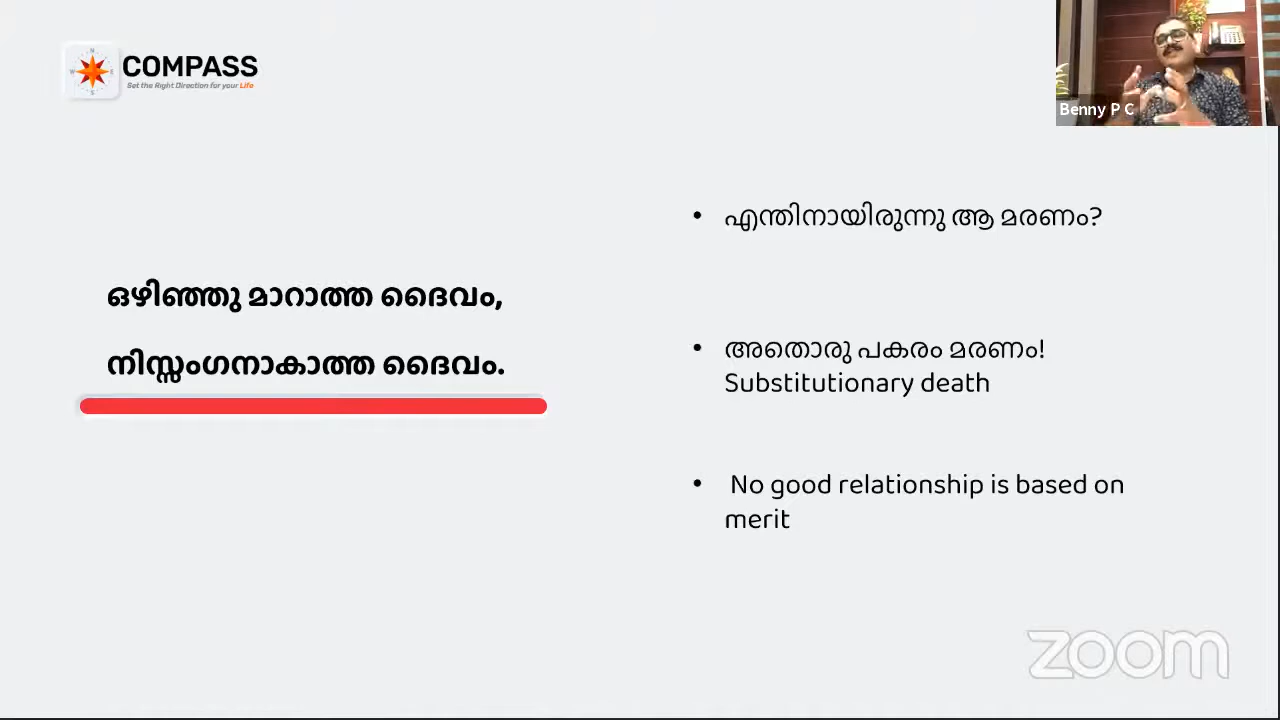 COMPASS
Set the Right Direction for your Life
Benny P C
ഒഴിഞ്ഞു മാറാത്ത ദൈവം,
നിസ്സംഗനാകാത്ത ദൈവം.
• എന്തിനായിരുന്നു ആ മരണം?
• അതൊരു പകരം മരണം!
Substitutionary death
• No good relationship is based on
merit
zoom